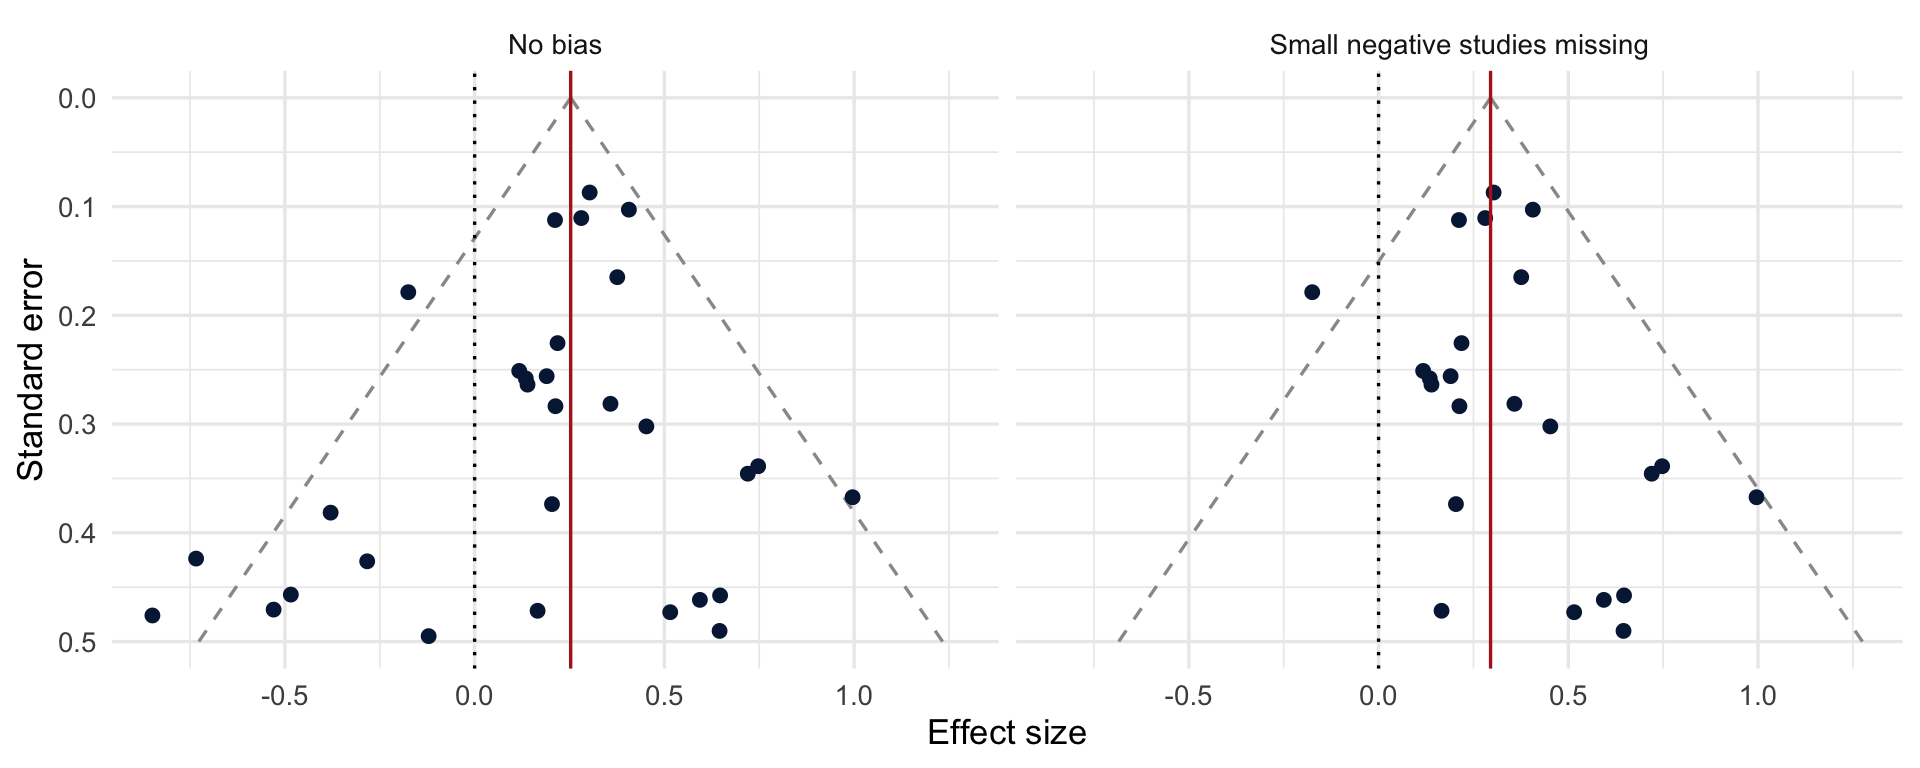 No bias
Small negative studies missing
0.0
0.1
0.2
0.3
0.4
0.5
Standard error
-0.5 0.0 0.5 1.0
-0.5 0.0 0.5 1.0
Effect size